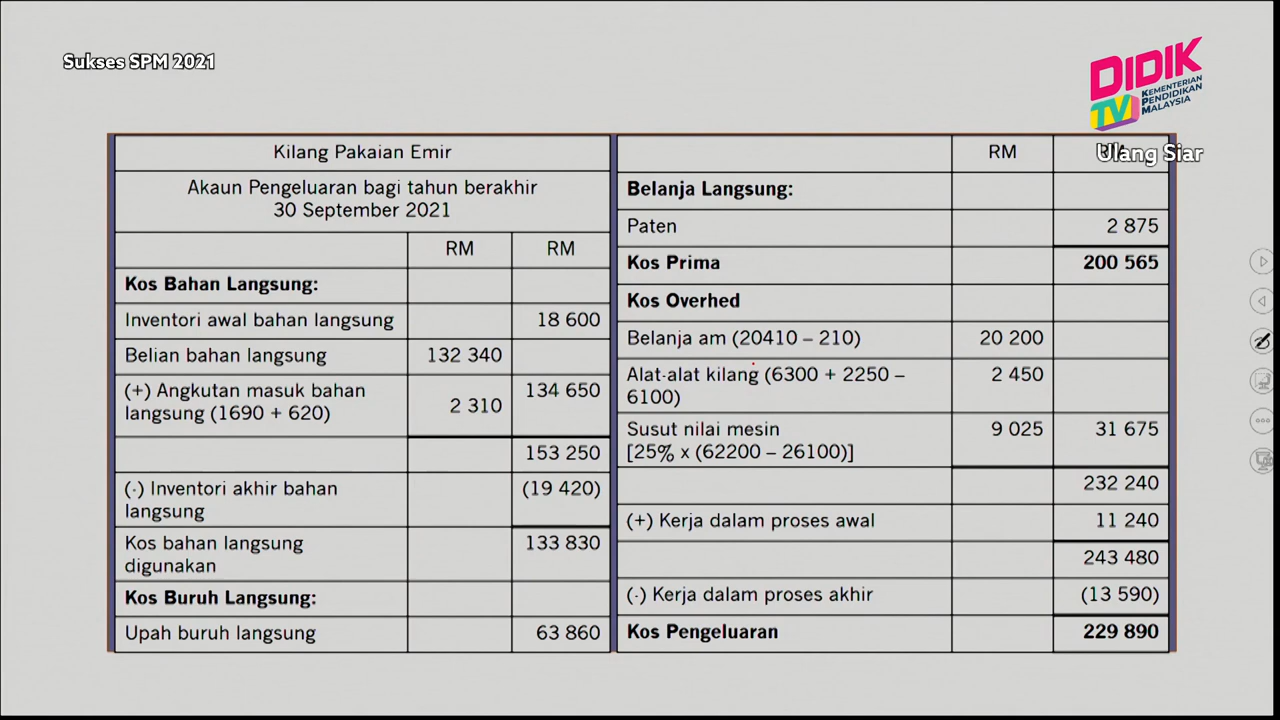 Sukses SPM 2021
DIDIK
TV
KEMENTERIAN
PENDIDIKAN
MALAYSIA
Ulang Siar
Kilang Pakaian Emir
Akaun Pengeluaran bagi tahun berakhir
30 September 2021
RM RM
Kos Bahan Langsung:
Inventori awal bahan langsung 18 600
Belian bahan langsung 132 340
(+) Angkutan masuk bahan
langsung (1690 + 620) 2 310 134 650
153 250
(-) Inventori akhir bahan
langsung (19 420)
Kos bahan langsung
digunakan 133 830
Kos Buruh Langsung:
Upah buruh langsung 63 860
RM
Belanja Langsung:
Paten 2 875
Kos Prima 200 565
Kos Overhed
Belanja am (20410 – 210) 20 200
Alat-alat kilang (6300 + 2250 –
6100) 2 450
Susut nilai mesin 9 025 31 675
[25% x (62200 – 26100)]
232 240
(+) Kerja dalam proses awal 11 240
243 480
(-) Kerja dalam proses akhir (13 590)
Kos Pengeluaran 229 890